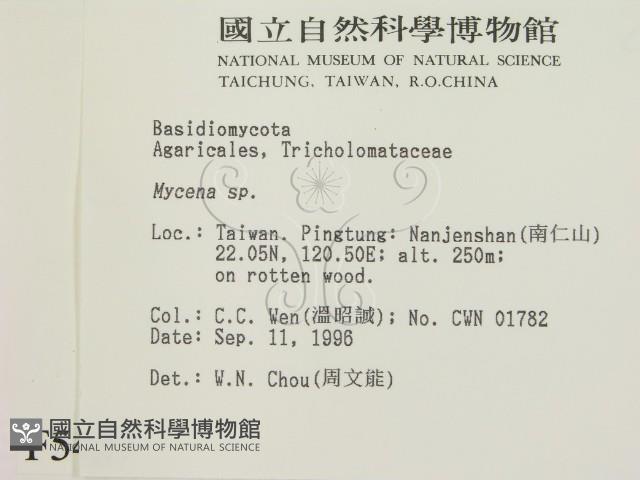 國立自然科學博物館
NATIONAL MUSEUM OF NATURAL SCIENCE
TAICHUNG, TAIWAN, R.O.CHINA
Basidiomycota
Agaricales, Tricholomataceae
Mycena sp.
Loc.: Taiwan. Pingtung: Nanjenshan(南仁山)
22.05N, 120.50E; alt. 250m;
on rotten wood.
Col.: C.C. Wen(溫昭誠); No. CWN 01782
Date: Sep. 11, 1996
Det.: W.N. Chou(周文能)
國立自然科學博物館
NATIONAL MUSEUM OF NATURAL SCIENCE